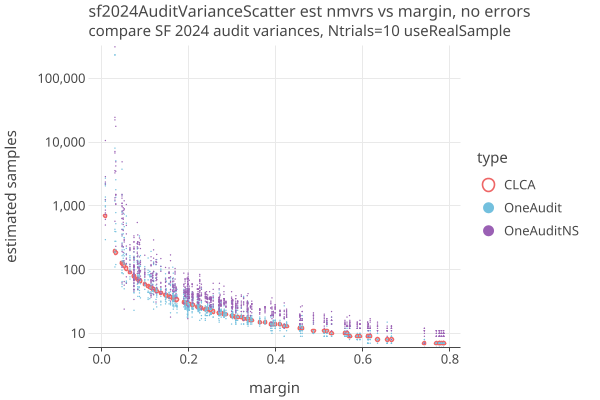 sf2024AuditVarianceScatter est nmvrs vs margin, no errors
compare SF 2024 audit variances, Ntrials=10 useRealSample
estimated samples
100,000
10,000
1,000
100
10
0.0
0.2
0.4
0.6
0.8
margin
type
CLCA
OneAudit
OneAuditNS